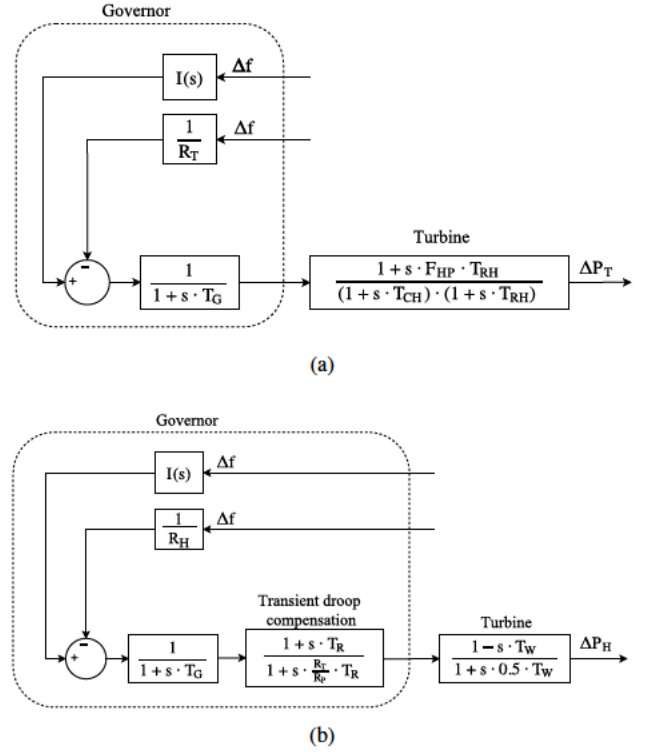 Governor
I(s)
Δf
1
R_T
Δf
Turbine
+
-
1
1 + s · T_G
1 + s · F_HP · T_RH
(1 + s · T_CH) · (1 + s · T_RH)
ΔP_T
(a)
Governor
I(s)
Δf
1
R_H
Δf
Transient droop
compensation
Turbine
+
-
1
1 + s · T_G
1 + s · T_R
1 + s · R_T/R_P · T_R
1 − s · T_W
1 + s · 0.5 · T_W
ΔP_H
(b)